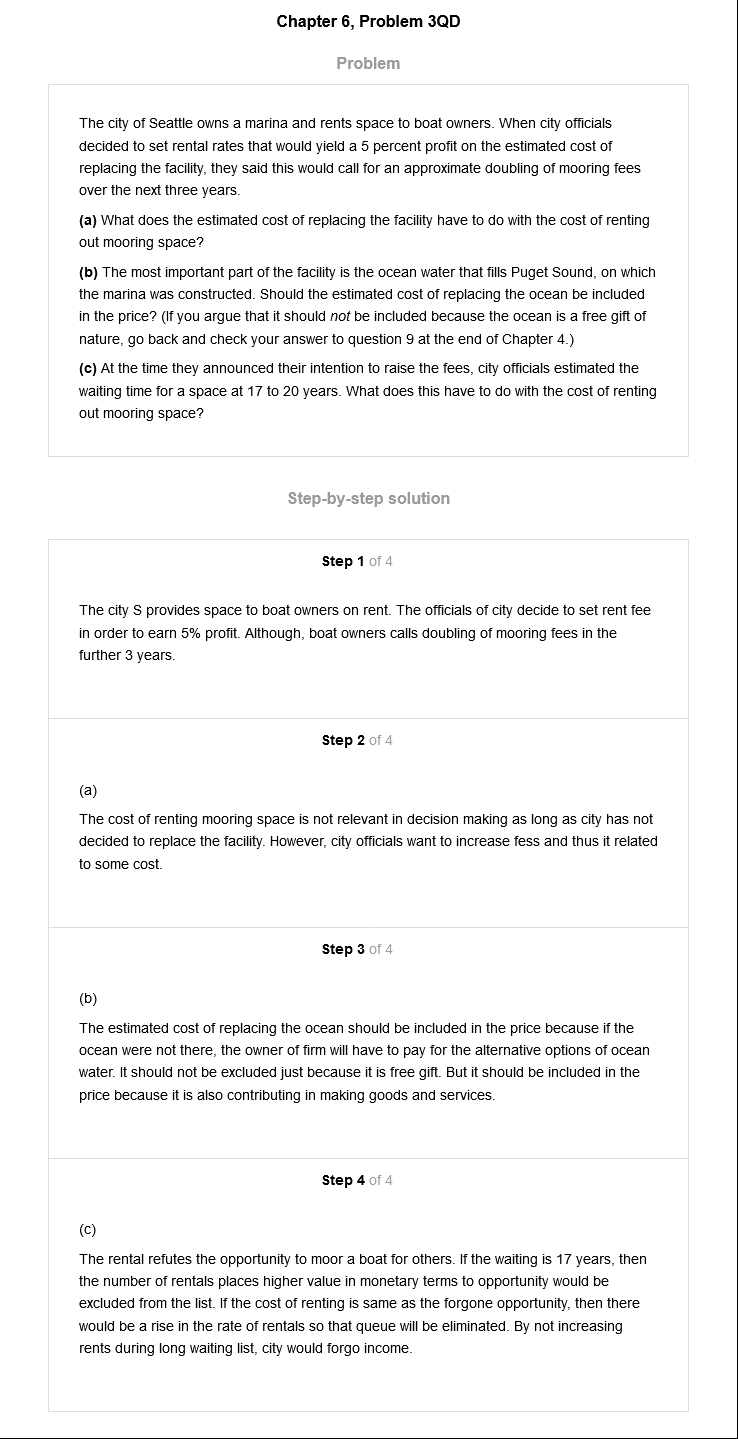 Chapter 6, Problem 3QD
Problem
The city of Seattle owns a marina and rents space to boat owners. When city officials
decided to set rental rates that would yield a 5 percent profit on the estimated cost of
replacing the facility, they said this would call for an approximate doubling of mooring fees
over the next three years.
(a) What does the estimated cost of replacing the facility have to do with the cost of renting
out mooring space?
(b) The most important part of the facility is the ocean water that fills Puget Sound, on which
the marina was constructed. Should the estimated cost of replacing the ocean be included
in the price? (If you argue that it should not be included because the ocean is a free gift of
nature, go back and check your answer to question 9 at the end of Chapter 4.)
(c) At the time they announced their intention to raise the fees, city officials estimated the
waiting time for a space at 17 to 20 years. What does this have to do with the cost of renting
out mooring space?
Step-by-step solution
Step 1 of 4
The city S provides space to boat owners on rent. The officials of city decide to set rent fee
in order to earn 5% profit. Although, boat owners calls doubling of mooring fees in the
further 3 years.
Step 2 of 4
(a)
The cost of renting mooring space is not relevant in decision making as long as city has not
decided to replace the facility. However, city officials want to increase fess and thus it related
to some cost.
Step 3 of 4
(b)
The estimated cost of replacing the ocean should be included in the price because if the
ocean were not there, the owner of firm will have to pay for the alternative options of ocean
water. It should not be excluded just because it is free gift. But it should be included in the
price because it is also contributing in making goods and services.
Step 4 of 4
(c)
The rental refutes the opportunity to moor a boat for others. If the waiting is 17 years, then
the number of rentals places higher value in monetary terms to opportunity would be
excluded from the list. If the cost of renting is same as the forgone opportunity, then there
would be a rise in the rate of rentals so that queue will be eliminated. By not increasing
rents during long waiting list, city would forgo income.